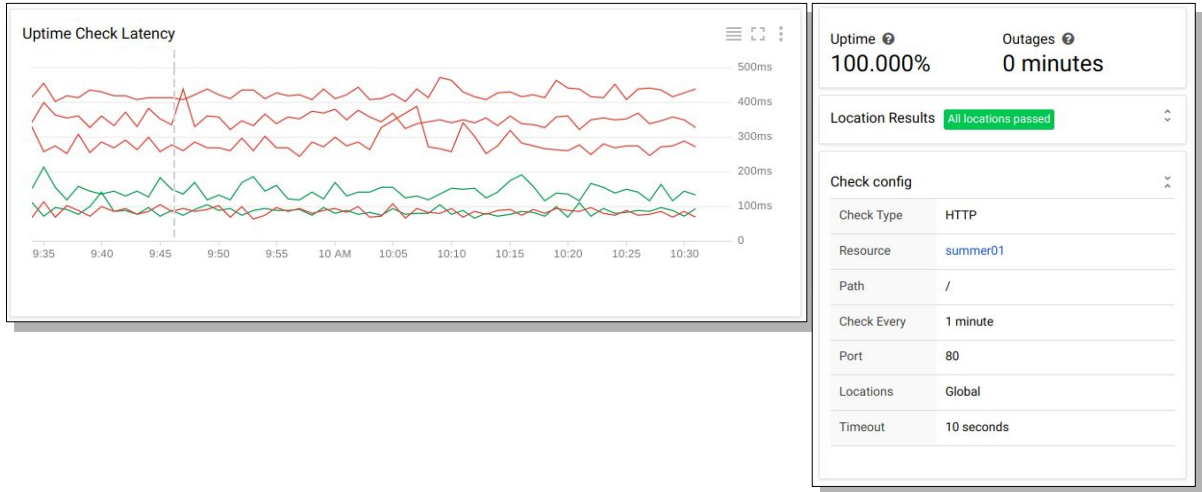 Uptime Check Latency
500ms
400ms
300ms
200ms
100ms
0
9:35 9:40 9:45 9:50 9:55 10 AM 10:05 10:10 10:15 10:20 10:25 10:30
Uptime Outages
100.000% 0 minutes
Location Results All locations passed
Check config
Check Type HTTP
Resource summer01
Path /
Check Every 1 minute
Port 80
Locations Global
Timeout 10 seconds